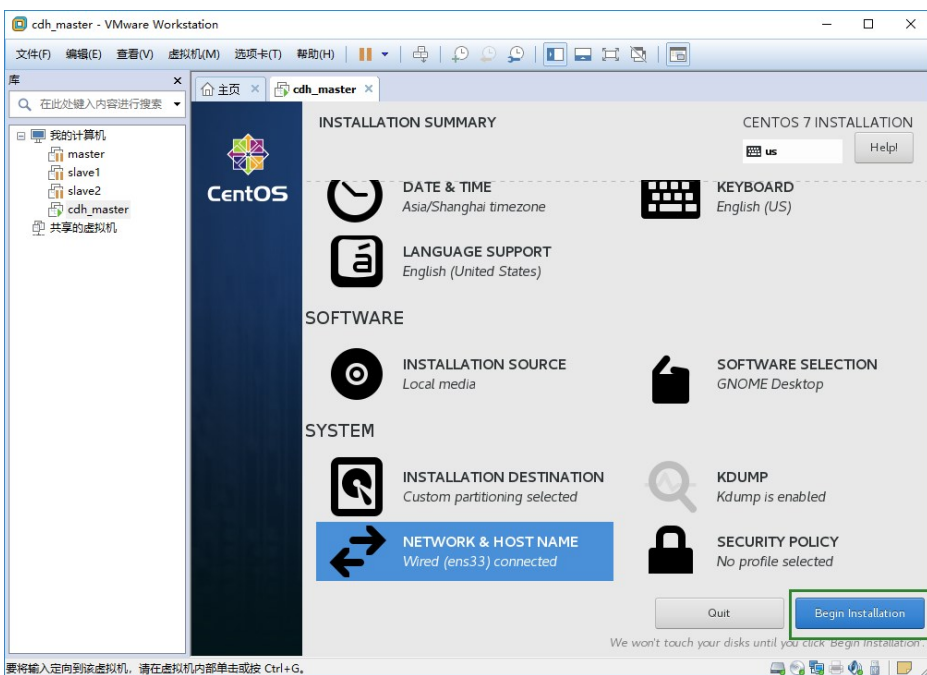 cdh_master - VMware Workstation
文件(F) 编辑(E) 查看(V) 虚拟机(M) 选项卡(T) 帮助(H)
库
在此处键入内容进行搜索
我的计算机
master
slave1
slave2
cdh_master
共享的虚拟机
主页 cdh_master
CentOS
INSTALLATION SUMMARY
CENTOS 7 INSTALLATION
us
Help!
DATE & TIME
Asia/Shanghai timezone
KEYBOARD
English (US)
LANGUAGE SUPPORT
English (United States)
SOFTWARE
INSTALLATION SOURCE
Local media
SOFTWARE SELECTION
GNOME Desktop
SYSTEM
INSTALLATION DESTINATION
Custom partitioning selected
KDUMP
Kdump is enabled
NETWORK & HOST NAME
Wired (ens33) connected
SECURITY POLICY
No profile selected
Quit
Begin Installation
We won't touch your disks until you click 'Begin Installation'.
要将输入定向到该虚拟机，请在虚拟机内部单击或按 Ctrl+G。